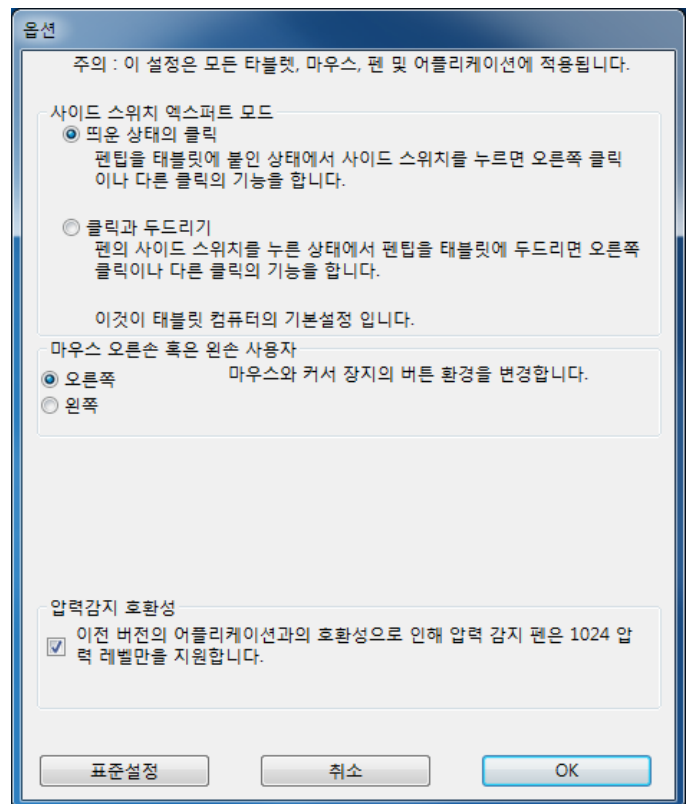 옵션
주의 : 이 설정은 모든 타블렛, 마우스, 펜 및 어플리케이션에 적용됩니다.
사이드 스위치 엑스퍼트 모드
띄운 상태의 클릭
펜팁을 태블릿에 붙인 상태에서 사이드 스위치를 누르면 오른쪽 클릭
이나 다른 클릭의 기능을 합니다.
클릭과 두드리기
펜의 사이드 스위치를 누른 상태에서 펜팁을 태블릿에 두드리면 오른쪽
클릭이나 다른 클릭의 기능을 합니다.
이것이 태블릿 컴퓨터의 기본설정 입니다.
마우스 오른손 혹은 왼손 사용자
오른쪽
마우스와 커서 장지의 버튼 환경을 변경합니다.
왼쪽
압력감지 호환성
이전 버전의 어플리케이션과의 호환성으로 인해 압력 감지 펜은 1024 압
력 레벨만을 지원합니다.
표준설정
취소
OK